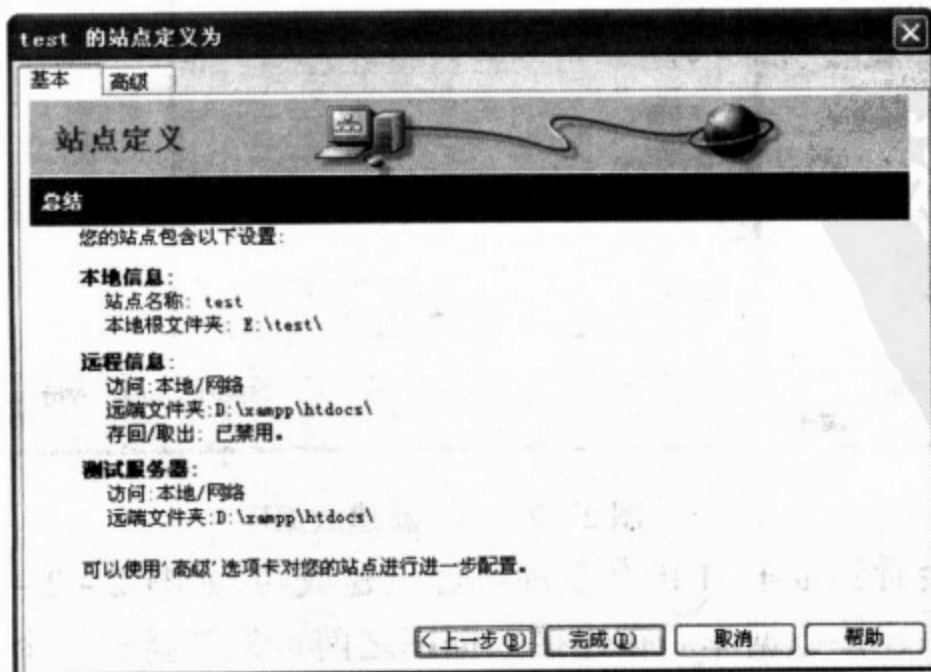 test 的站点定义为
基本 高级
站点定义
总结
您的站点包含以下设置:
本地信息:
站点名称: test
本地根文件夹: E:\test\
远程信息:
访问:本地/网络
远端文件夹:D:\xampp\htdocs\
存回/取出: 已禁用。
测试服务器:
访问:本地/网络
远端文件夹:D:\xampp\htdocs\
可以使用'高级'选项卡对您的站点进行进一步配置。
<上一步(B) 完成(D) 取消 帮助